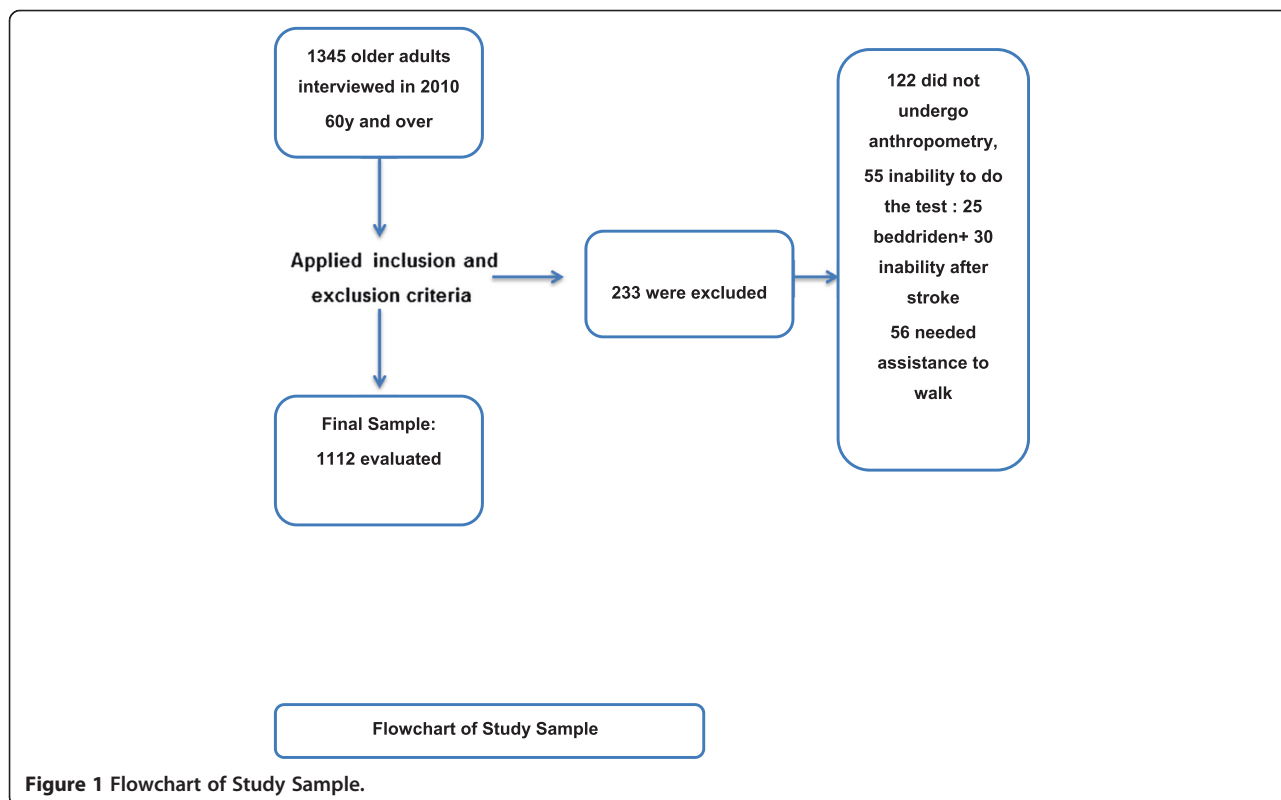 1345 older adults
interviewed in 2010
60y and over
Applied inclusion and
exclusion criteria
233 were excluded
122 did not
undergo
anthropometry,
55 inability to do
the test : 25
beddriden+ 30
inability after
stroke
56 needed
assistance to
walk
Final Sample:
1112 evaluated
Flowchart of Study Sample
Figure 1 Flowchart of Study Sample.